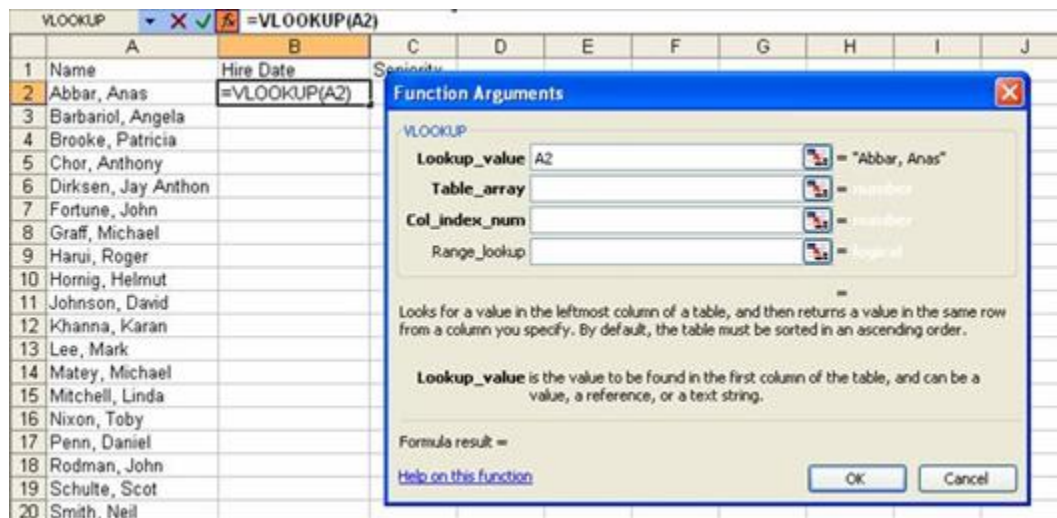 VLOOKUP =VLOOKUP(A2)
A B C D E F G H I J
1 Name Hire Date Seniority
2 Abbar, Anas =VLOOKUP(A2)
3 Barbariol, Angela
4 Brooke, Patricia
5 Chor, Anthony
6 Dirksen, Jay Anthon
7 Fortune, John
8 Graff, Michael
9 Harui, Roger
10 Hornig, Helmut
11 Johnson, David
12 Khanna, Karan
13 Lee, Mark
14 Matey, Michael
15 Mitchell, Linda
16 Nixon, Toby
17 Penn, Daniel
18 Rodman, John
19 Schulte, Scot
20 Smith, Neil
Function Arguments
VLOOKUP
Lookup_value A2 = "Abbar, Anas"
Table_array = number
Col_index_num = number
Range_lookup = logical
=
Looks for a value in the leftmost column of a table, and then returns a value in the same row
from a column you specify. By default, the table must be sorted in an ascending order.
Lookup_value is the value to be found in the first column of the table, and can be a
value, a reference, or a text string.
Formula result =
Help on this function OK Cancel